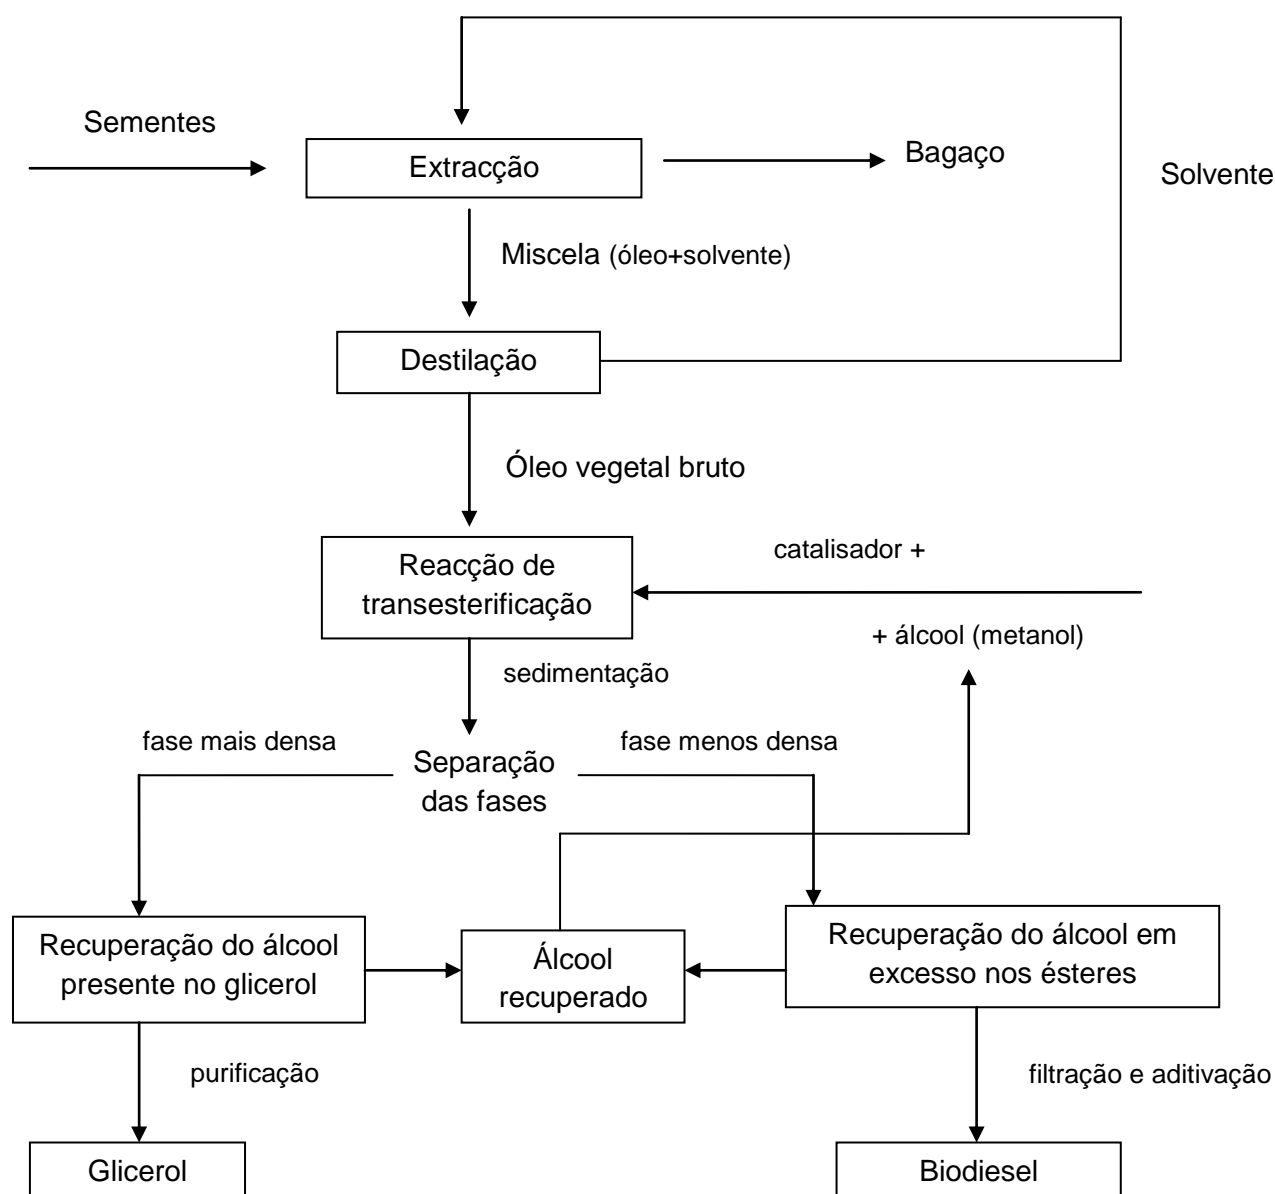 Sementes
Extracção
Bagaço
Solvente
Miscela (óleo+solvente)
Destilação
Óleo vegetal bruto
Reacção de
transesterificação
catalisador +
+ álcool (metanol)
sedimentação
fase mais densa
Separação
das fases
fase menos densa
Recuperação do álcool
presente no glicerol
Álcool
recuperado
Recuperação do álcool em
excesso nos ésteres
purificação
filtração e aditivação
Glicerol
Biodiesel